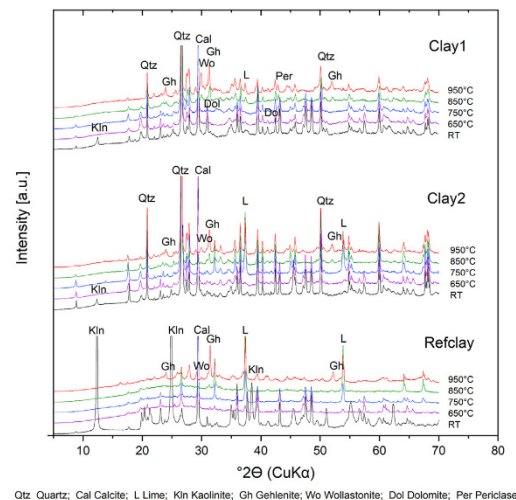 Clay1
Qtz
Cal
Gh
Qtz
Wo
Gh
L
Per
Qtz
Gh
Kln
Dol
Dol
950°C
850°C
750°C
650°C
RT
Clay2
Qtz
Cal
Qtz
L
Qtz
L
Gh
Gh
Wo
Gh
Kln
950°C
850°C
750°C
650°C
RT
Refclay
Kln
Kln
Cal
Gh
L
L
Gh
Wo
Kln
Gh
950°C
850°C
750°C
650°C
RT
Intensity [a.u.]
0 10 20 30 40 50 60 70 80
°2Θ (CuKα)
Qtz Quartz; Cal Calcite; L Lime; Kln Kaolinite; Gh Gehlenite; Wo Wollastonite; Dol Dolomite; Per Periclase